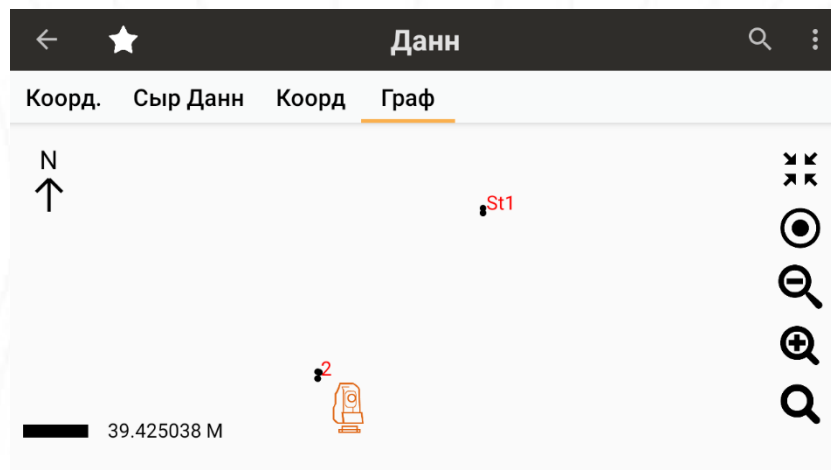 Данн
Коорд. Сыр Данн Коорд Граф
N
St1
2
39.425038 M